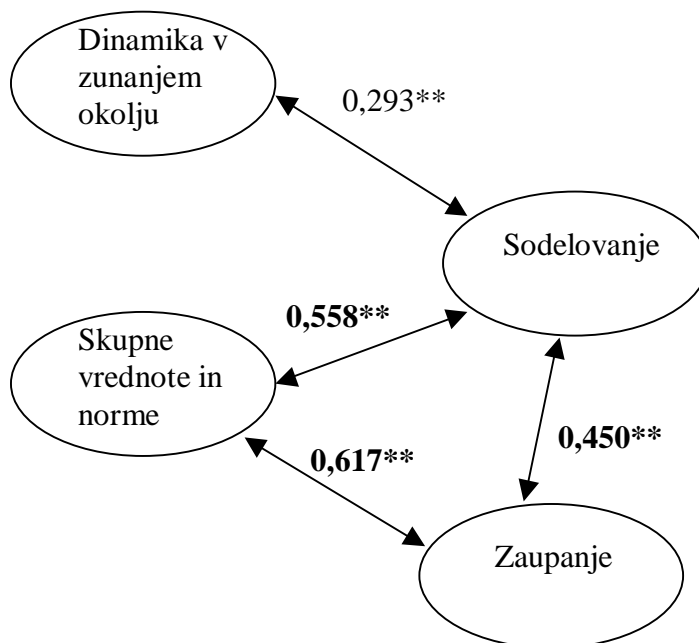 Dinamika v
zunanjem
okolju
0,293**
Sodelovanje
0,558**
Skupne
vrednote in
norme
0,617**
0,450**
Zaupanje